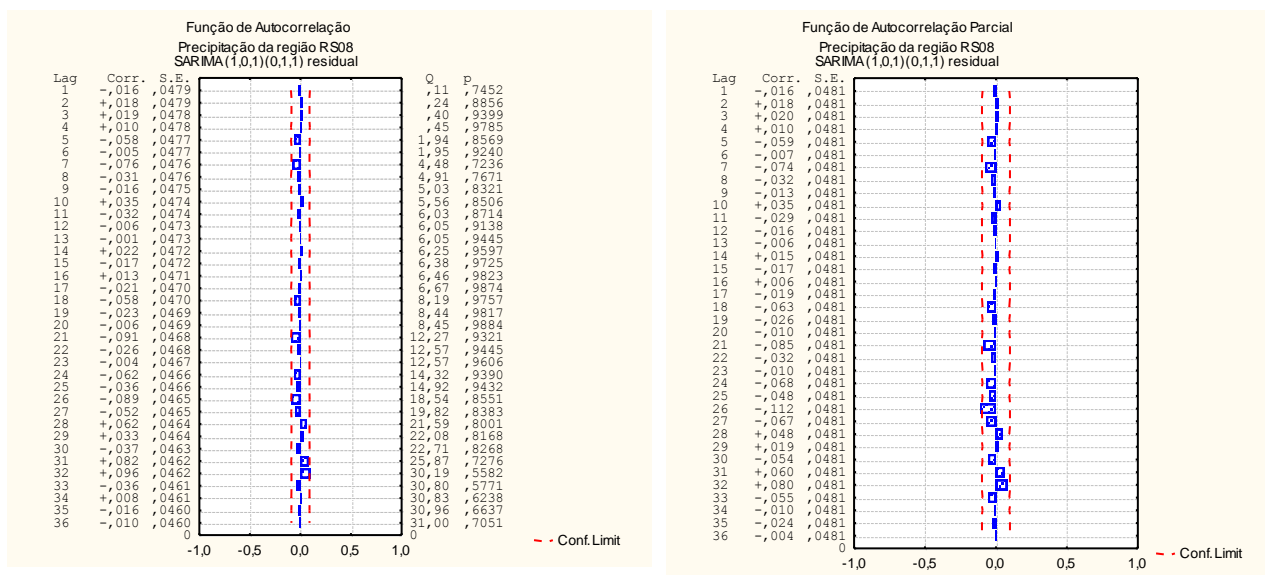 Função de Autocorrelação
Precipitação da região RS08
SARIMA (1,0,1)(0,1,1) residual
Lag Corr. S.E. Q p
1 -,016 ,0479 ,11 ,7452
2 +,018 ,0479 ,24 ,8856
3 +,019 ,0478 ,40 ,9399
4 +,010 ,0478 ,45 ,9785
5 -,058 ,0477 1,94 ,8569
6 -,005 ,0477 1,95 ,9240
7 -,076 ,0476 4,48 ,7236
8 -,031 ,0476 4,91 ,7671
9 -,016 ,0475 5,03 ,8321
10 +,035 ,0474 5,56 ,8506
11 -,032 ,0474 6,03 ,8714
12 -,006 ,0473 6,05 ,9138
13 -,001 ,0473 6,05 ,9445
14 +,022 ,0472 6,25 ,9597
15 -,017 ,0472 6,38 ,9725
16 +,013 ,0471 6,46 ,9823
17 -,021 ,0470 6,67 ,9874
18 -,058 ,0470 8,19 ,9757
19 -,023 ,0469 8,44 ,9817
20 -,006 ,0469 8,45 ,9884
21 -,091 ,0468 12,27 ,9321
22 -,026 ,0468 12,57 ,9445
23 -,004 ,0467 12,57 ,9606
24 -,062 ,0466 14,32 ,9390
25 -,036 ,0466 14,92 ,9432
26 -,089 ,0465 18,54 ,8551
27 -,052 ,0465 19,82 ,8383
28 +,062 ,0464 21,59 ,8001
29 +,033 ,0464 22,08 ,8168
30 -,037 ,0463 22,71 ,8268
31 +,082 ,0462 25,87 ,7276
32 +,096 ,0462 30,19 ,5582
33 -,036 ,0461 30,80 ,5771
34 +,008 ,0461 30,83 ,6238
35 -,016 ,0460 30,96 ,6637
36 -,010 ,0460 31,00 ,7051
0 0
-1,0 -0,5 0,0 0,5 1,0
Conf.Limit
Função de Autocorrelação Parcial
Precipitação da região RS08
SARIMA (1,0,1)(0,1,1) residual
Lag Corr. S.E.
1 -,016 ,0481
2 +,018 ,0481
3 +,020 ,0481
4 +,010 ,0481
5 -,059 ,0481
6 -,007 ,0481
7 -,074 ,0481
8 -,032 ,0481
9 -,013 ,0481
10 +,035 ,0481
11 -,029 ,0481
12 -,016 ,0481
13 -,006 ,0481
14 +,015 ,0481
15 -,017 ,0481
16 +,006 ,0481
17 -,019 ,0481
18 -,063 ,0481
19 -,026 ,0481
20 -,010 ,0481
21 -,085 ,0481
22 -,032 ,0481
23 -,010 ,0481
24 -,068 ,0481
25 -,048 ,0481
26 -,112 ,0481
27 -,067 ,0481
28 +,048 ,0481
29 +,019 ,0481
30 -,054 ,0481
31 +,060 ,0481
32 +,080 ,0481
33 -,055 ,0481
34 -,010 ,0481
35 -,024 ,0481
36 -,004 ,0481
0
-1,0 -0,5 0,0 0,5 1,0
Conf.Limit